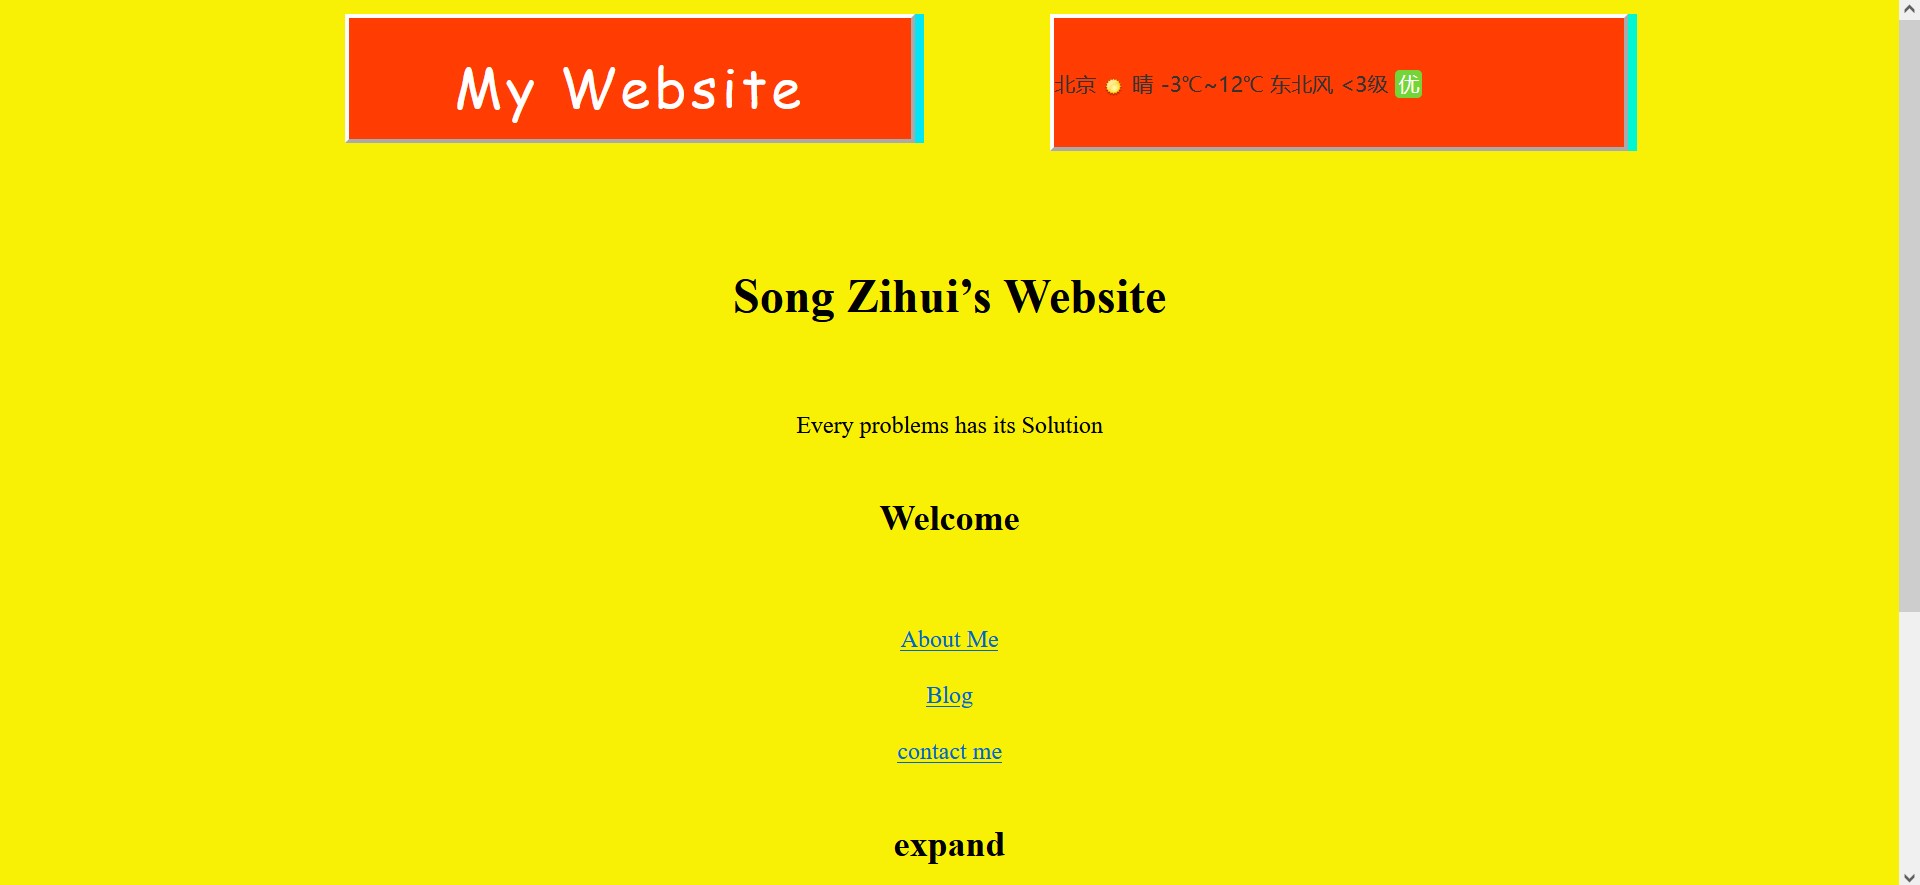 My Website
北京 晴 -3℃~12℃ 东北风 <3级 优
Song Zihui’s Website
Every problems has its Solution
Welcome
About Me
Blog
contact me
expand